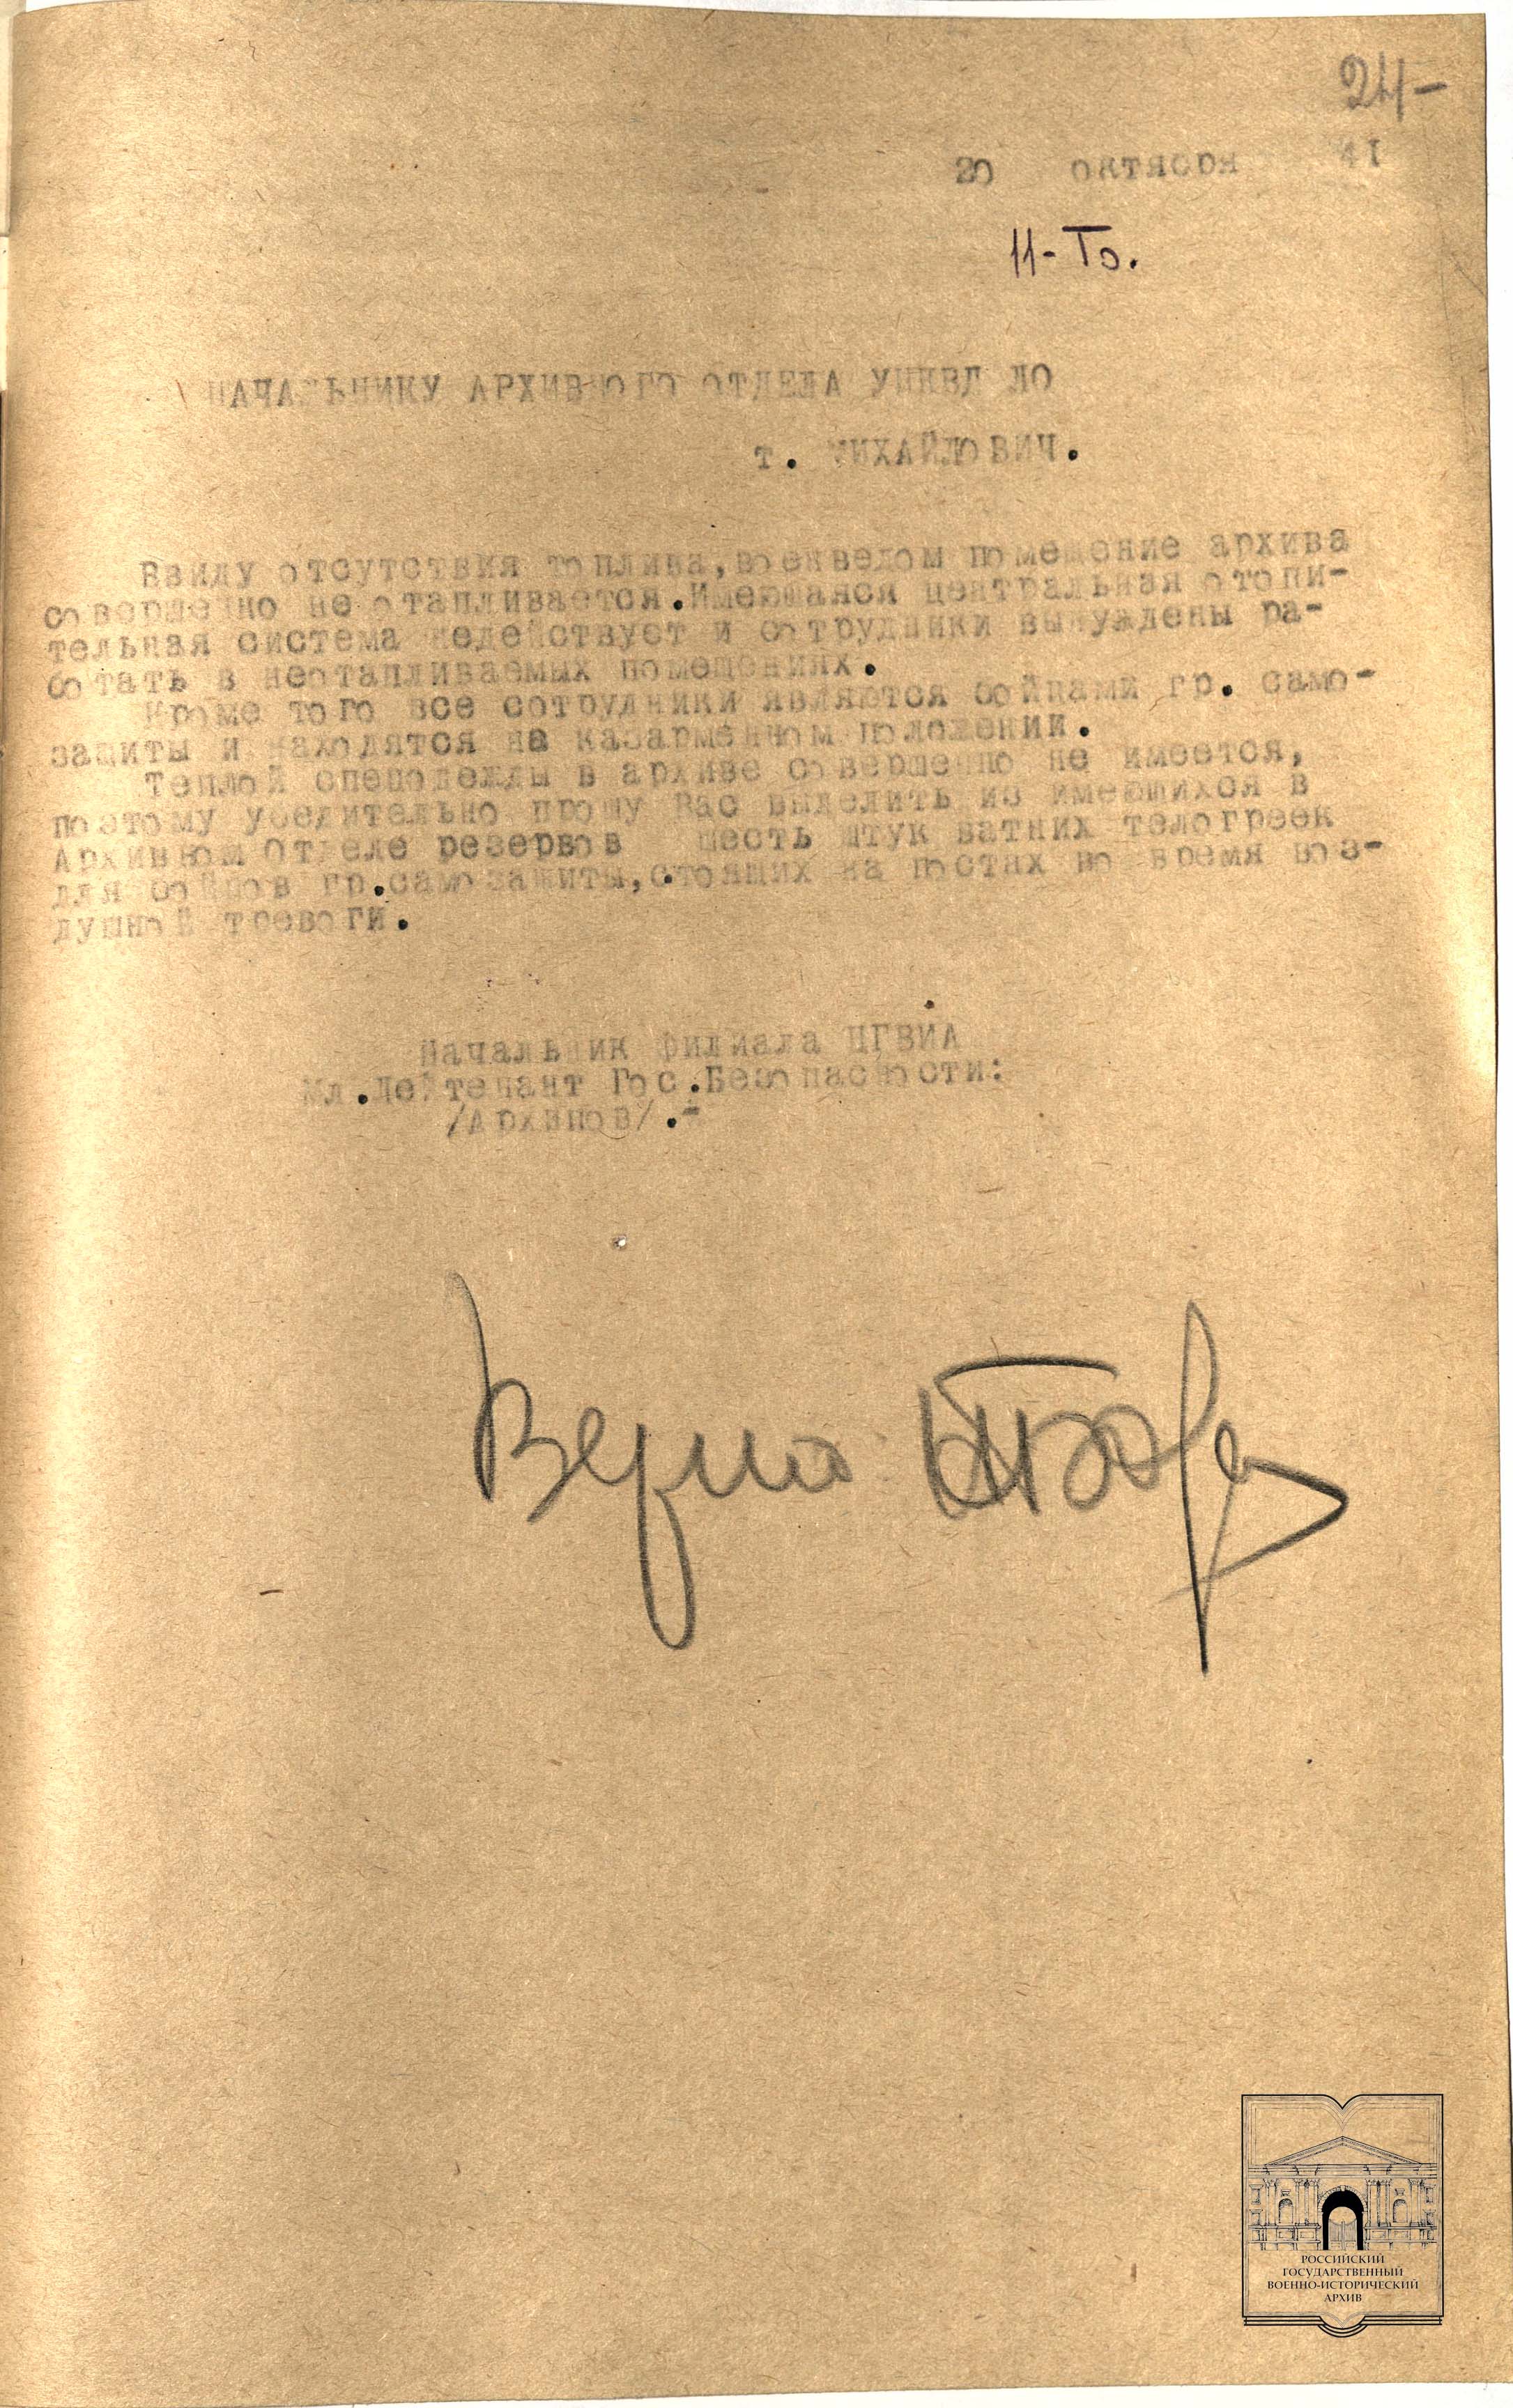 24-
20 октября 41
11-То.
НАЧАЛЬНИКУ АРХИВНОГО ОТДЕЛА УНКВД ЛО
т. МИХАЙЛОВИЧ.
Ввиду отсутствия топлива, военведом помещение архива
совершенно не отапливается. Имеющаяся центральная отопи-
тельная система недействует и сотрудники вынуждены ра-
ботать в неотапливаемых помещениях.
Кроме того все сотрудники являются бойцами гр. само-
защиты и находятся на казарменном положении.
Теплой спецодежды в архиве совершенно не имеется,
поэтому убедительно прошу Вас выделить из имеющихся в
Архивном Отделе резервов шесть штук ватних телогреек
для бойцов гр.самозащиты, стоящих на постах во время воз-
душной тревоги.
Начальник филиала ЦГВИА
Мл.Лейтенант Гос.Безопасности:
/Архипов/.-
Верно
РОССИЙСКИЙ
ГОСУДАРСТВЕННЫЙ
ВОЕННО-ИСТОРИЧЕСКИЙ
АРХИВ